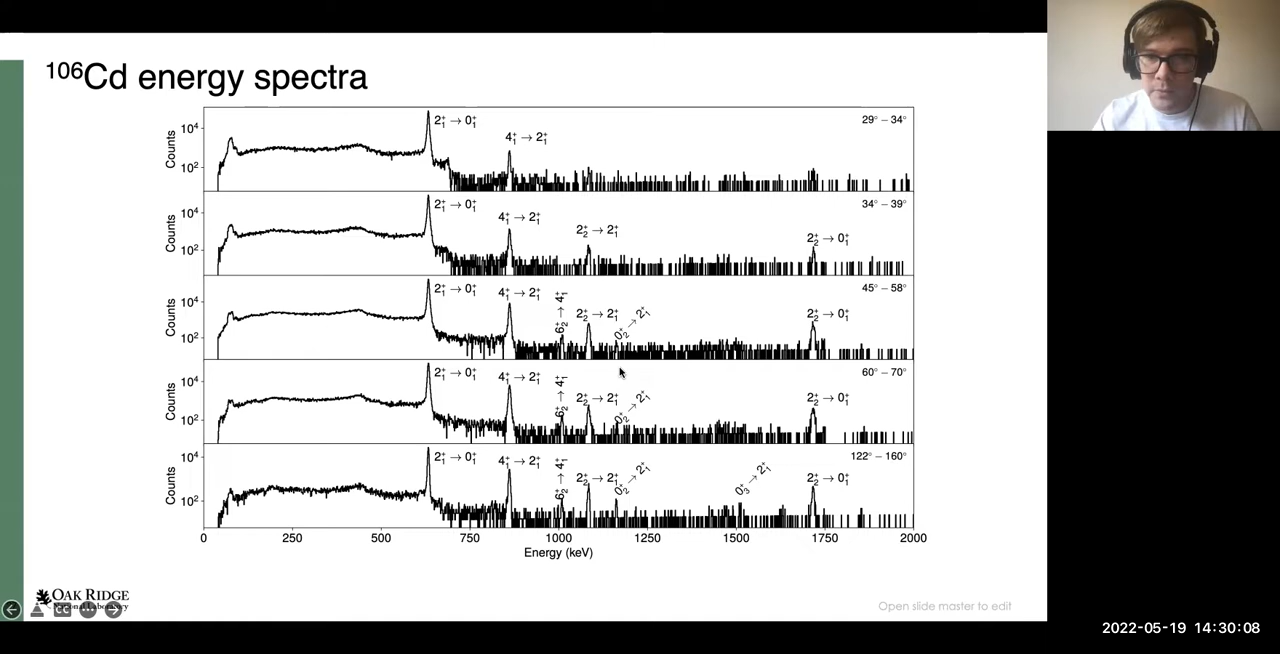 ¹⁰⁶Cd energy spectra
Counts
10⁴
10²
2₁⁺ → 0₁⁺
4₁⁺ → 2₁⁺
29° − 34°
Counts
10⁴
10²
2₁⁺ → 0₁⁺
4₁⁺ → 2₁⁺
2₂⁺ → 2₁⁺
2₂⁺ → 0₁⁺
34° − 39°
Counts
10⁴
10²
2₁⁺ → 0₁⁺
4₁⁺ → 2₁⁺
6₂⁺ → 4₁⁺
2₂⁺ → 2₁⁺
0₂⁺ → 2₁⁺
2₂⁺ → 0₁⁺
45° − 58°
Counts
10⁴
10²
2₁⁺ → 0₁⁺
4₁⁺ → 2₁⁺
6₂⁺ → 4₁⁺
2₂⁺ → 2₁⁺
0₂⁺ → 2₁⁺
2₂⁺ → 0₁⁺
60° − 70°
Counts
10⁴
10²
2₁⁺ → 0₁⁺
4₁⁺ → 2₁⁺
6₂⁺ → 4₁⁺
2₂⁺ → 2₁⁺
0₂⁺ → 2₁⁺
0₃⁺ → 2₁⁺
2₂⁺ → 0₁⁺
122° − 160°
0 250 500 750 1000 1250 1500 1750 2000
Energy (keV)
OAK RIDGE
National Laboratory
CC
Open slide master to edit
2022-05-19 14:30:08